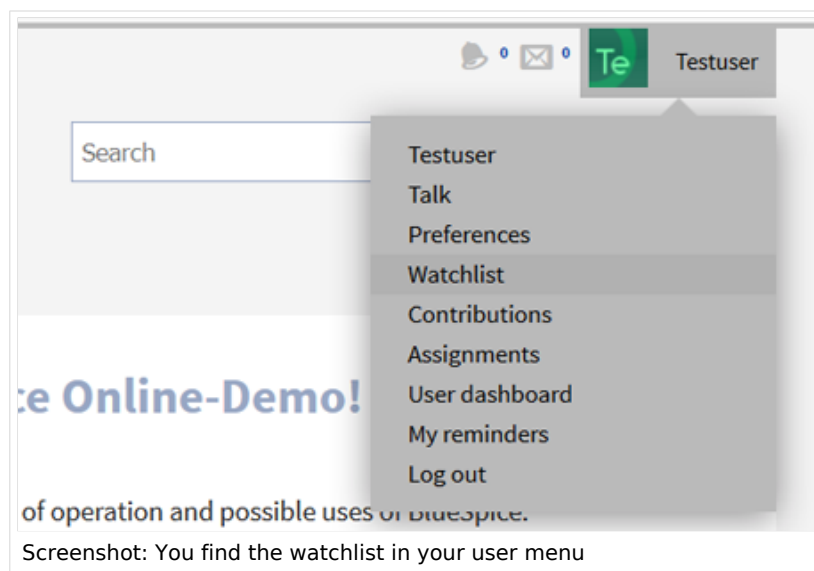 0 0 Te Testuser
Search
Testuser
Talk
Preferences
Watchlist
Contributions
Assignments
User dashboard
My reminders
Log out
ce Online-Demo!
of operation and possible uses of BlueSpice.
Screenshot: You find the watchlist in your user menu